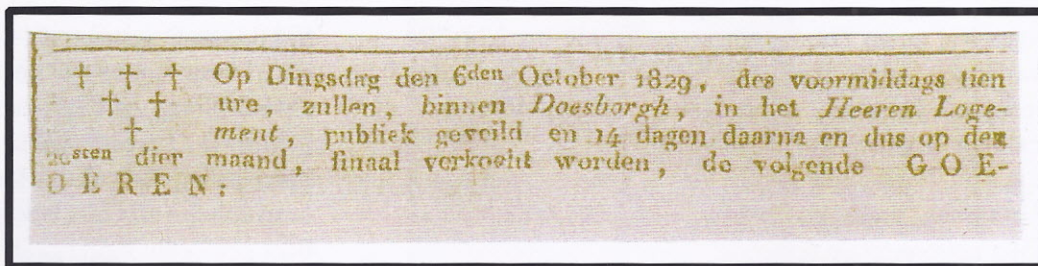 † † † Op Dingsdag den 6den October 1829, des voormiddags tien
† † ure, zullen, binnen Doesborgh, in het Heeren Loge-
† ment, publiek geveild en 14 dagen daarna en dus op den
20sten dier maand, finaal verkocht worden, de volgende GOE-
DEREN: